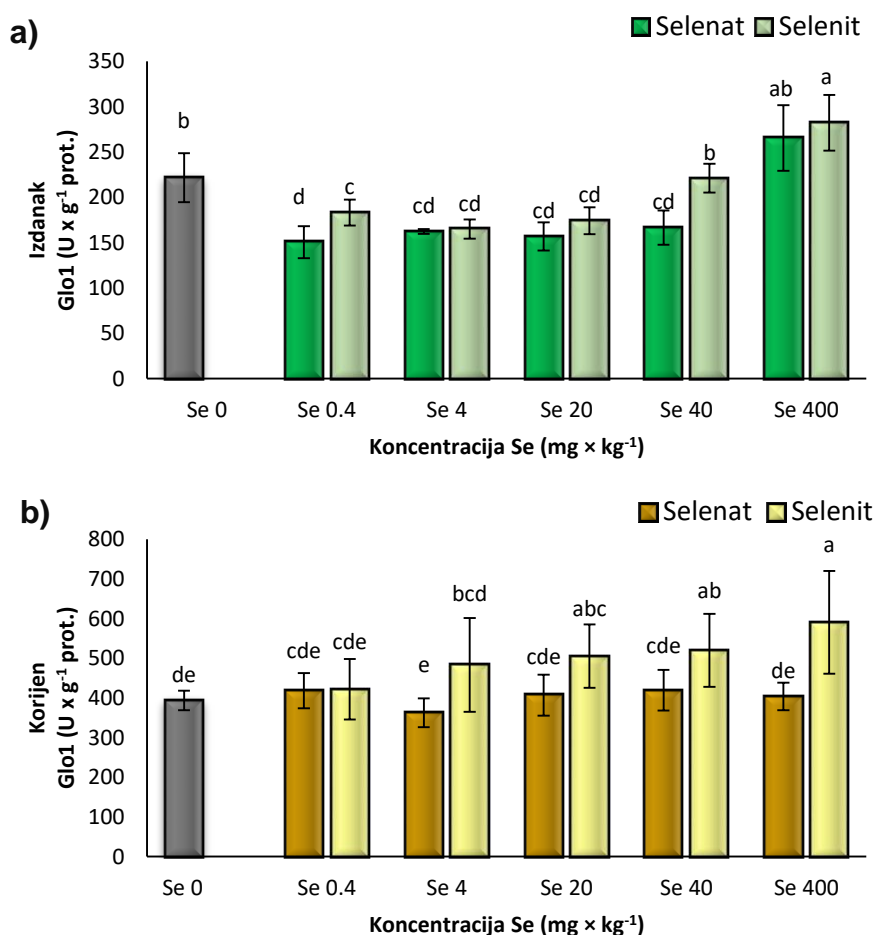 a)
Selenat Selenit
Izdanak
Glo1 (U x g⁻¹ prot.)
350
300
250
200
150
100
50
0
b
d
c
cd
cd
cd
cd
cd
b
ab
a
Se 0 Se 0.4 Se 4 Se 20 Se 40 Se 400
Koncentracija Se (mg × kg⁻¹)
b)
Selenat Selenit
Korijen
Glo1 (U x g⁻¹ prot.)
800
700
600
500
400
300
200
100
0
de
cde
cde
e
bcd
cde
abc
cde
ab
de
a
Se 0 Se 0.4 Se 4 Se 20 Se 40 Se 400
Koncentracija Se (mg × kg⁻¹)